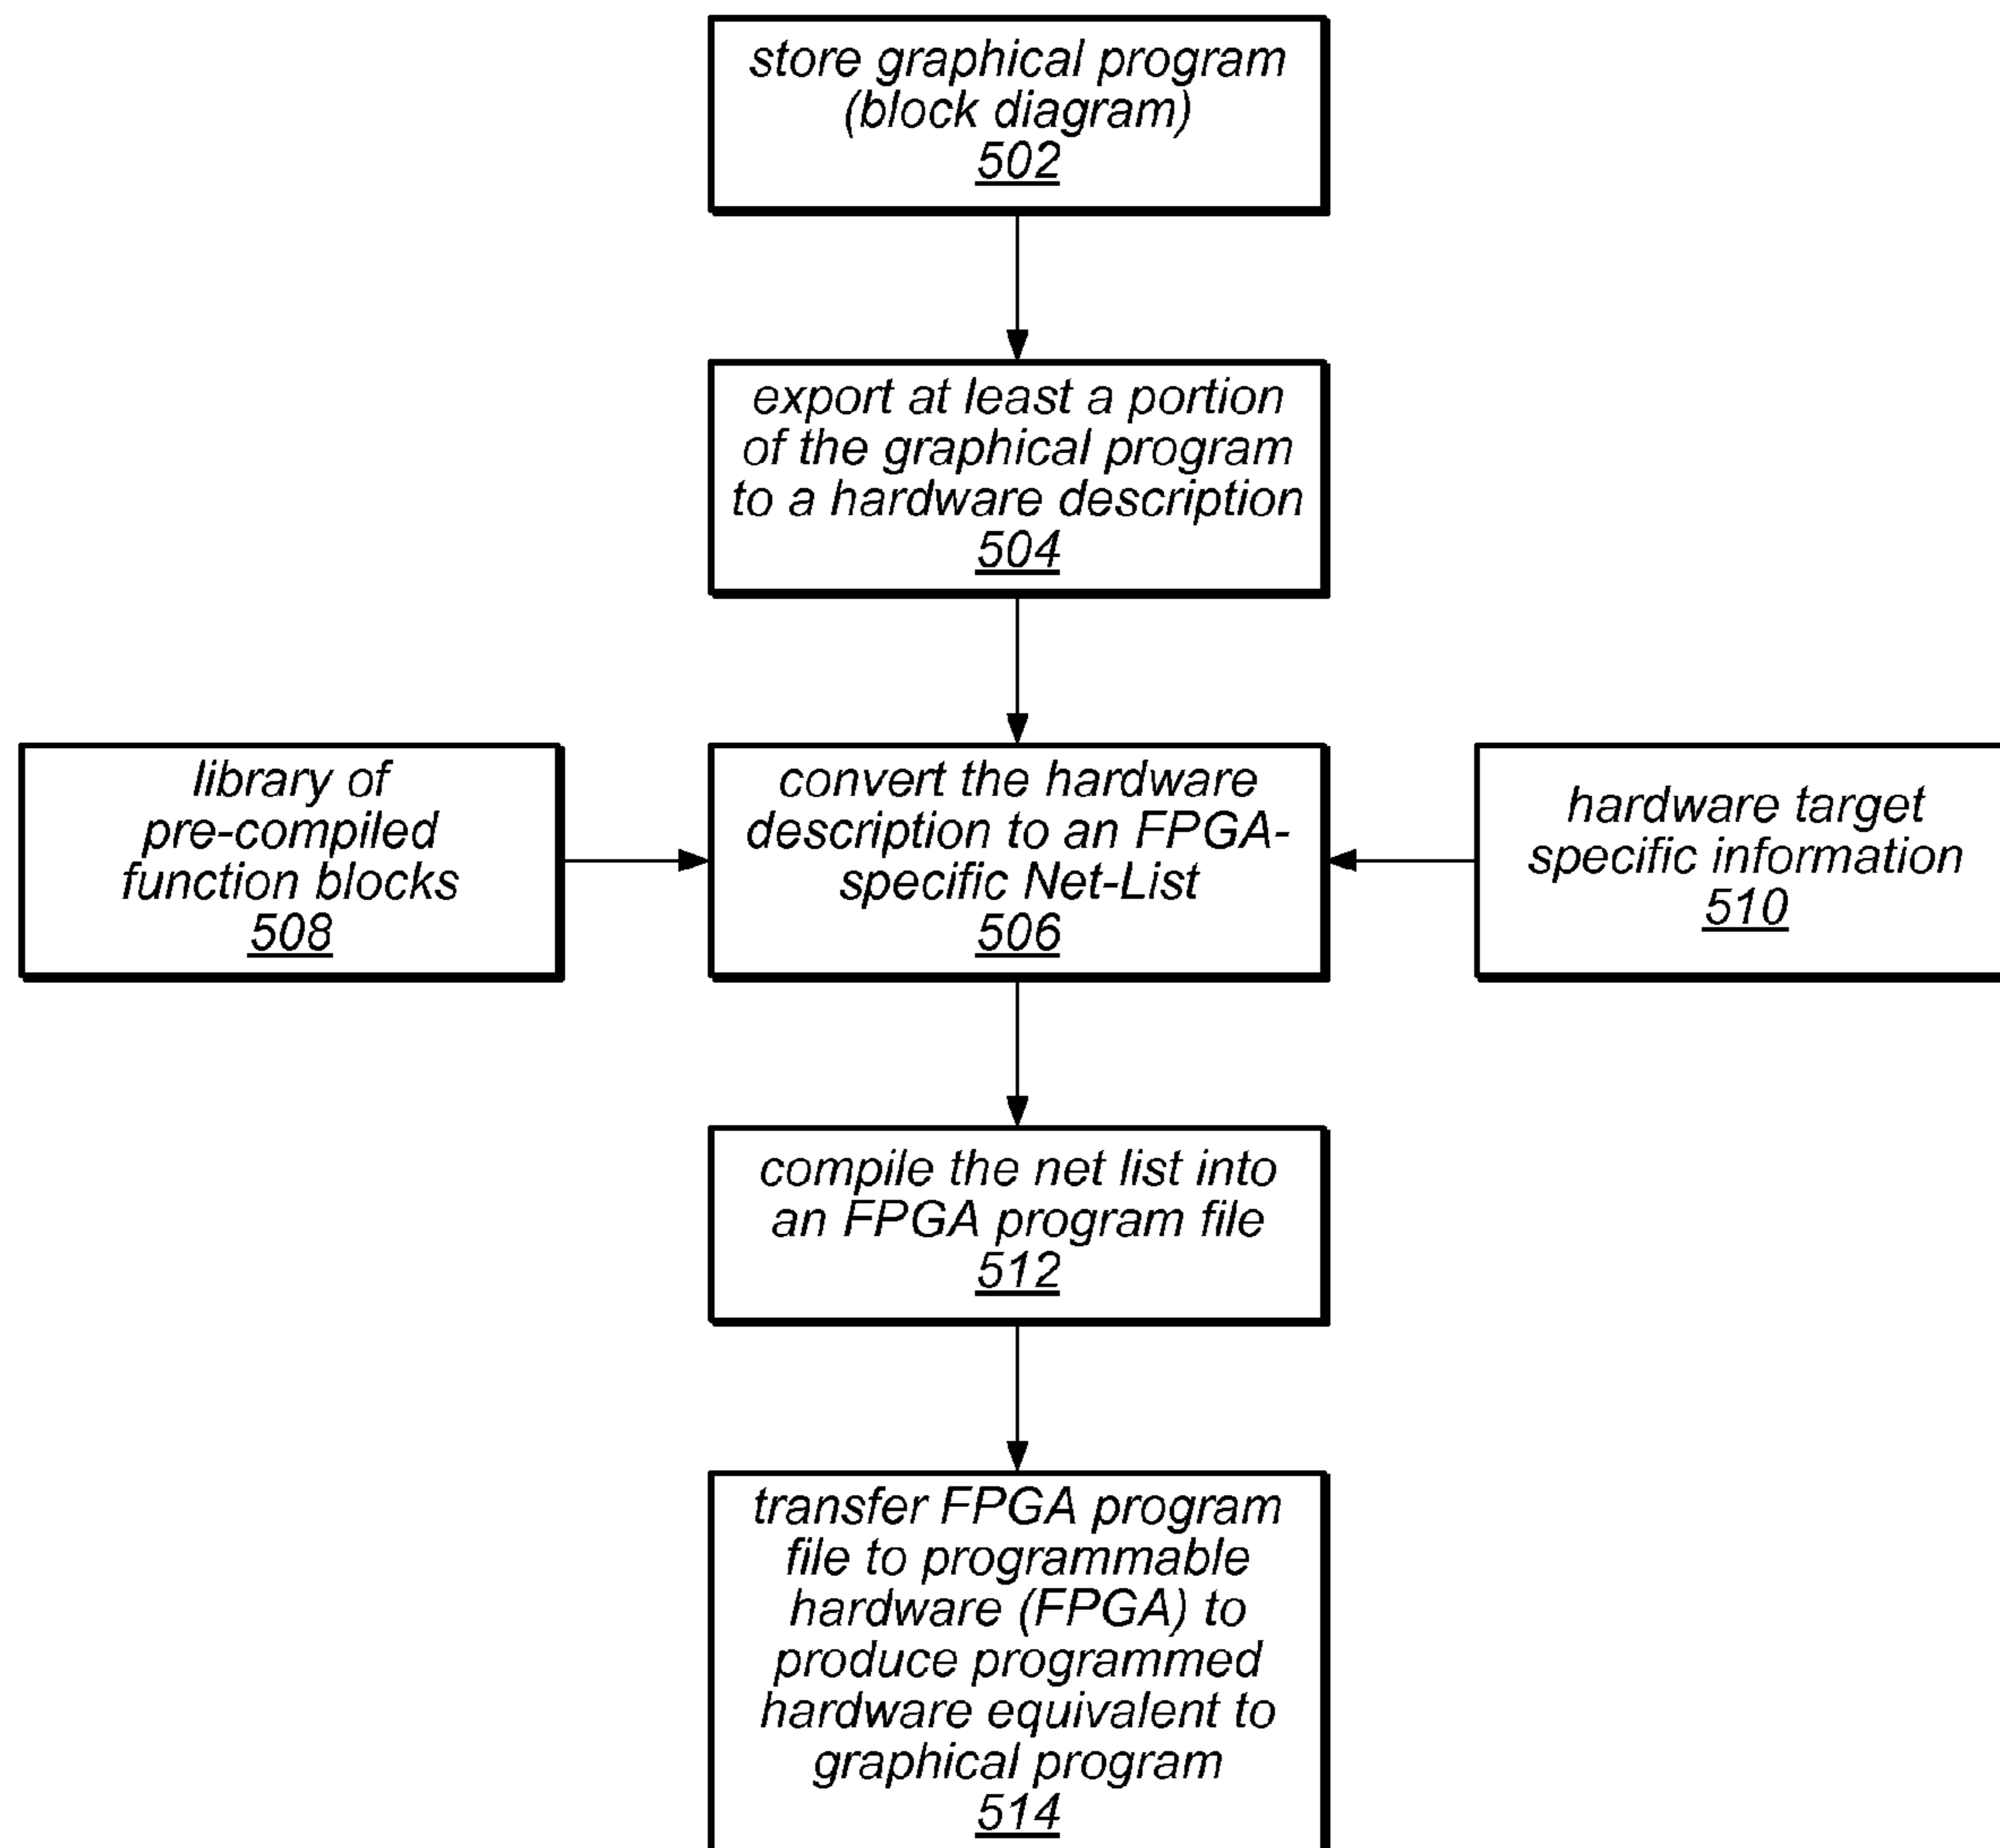 store graphical program
(block diagram)
502
export at least a portion
of the graphical program
to a hardware description
504
library of
pre-compiled
function blocks
508
convert the hardware
description to an FPGA-
specific Net-List
506
hardware target
specific information
510
compile the net list into
an FPGA program file
512
transfer FPGA program
file to programmable
hardware (FPGA) to
produce programmed
hardware equivalent to
graphical program
514